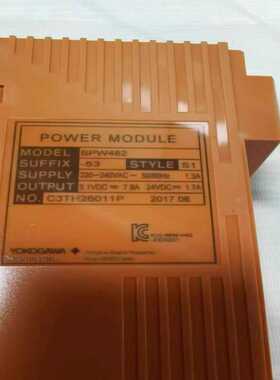 POWER MODULE
MODEL SPW482
SUFFIX -53 STYLE S1
SUPPLY 220-240VAC ~ 50/60Hz 1.3A
OUTPUT 5.1VDC ⎓ 7.8A 24VDC ⎓ 1.7A
NO. C3TH26011P 2017.06
YOKOGAWA